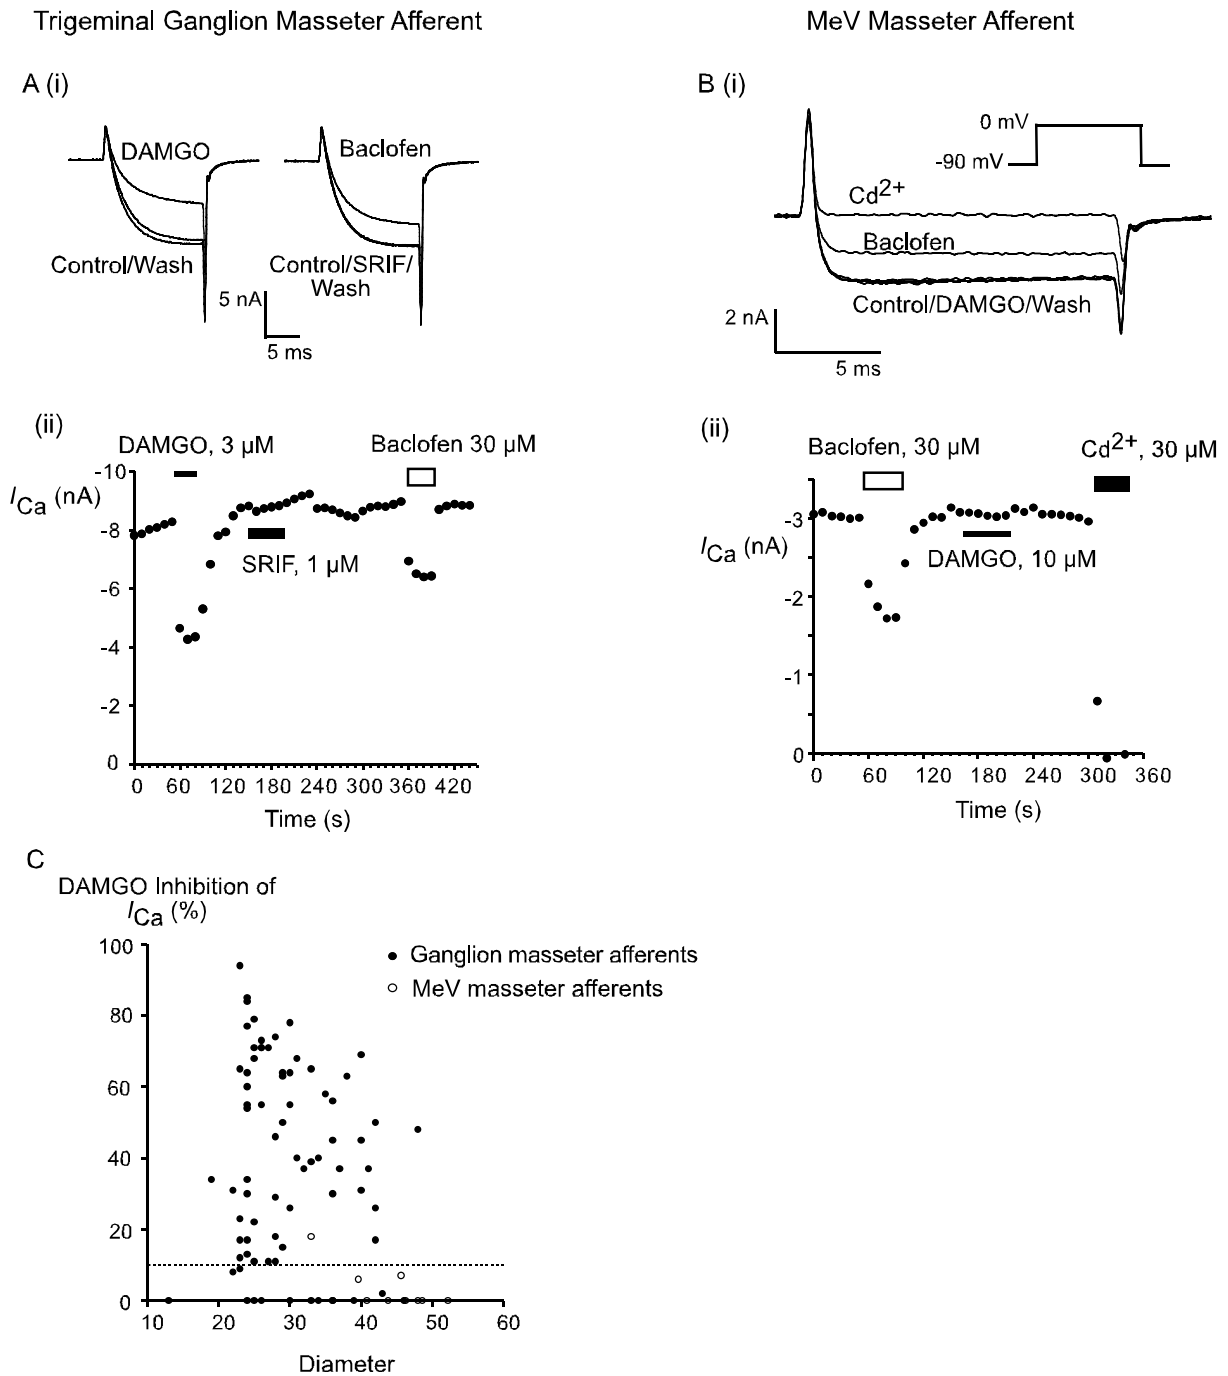 Trigeminal Ganglion Masseter Afferent
MeV Masseter Afferent
A (i)
DAMGO
Control/Wash
Baclofen
Control/SRIF/
Wash
5 nA
5 ms
B (i)
0 mV
-90 mV
Cd2+
Baclofen
Control/DAMGO/Wash
2 nA
5 ms
(ii)
DAMGO, 3 µM
Baclofen 30 µM
ICa (nA)
SRIF, 1 µM
-10
-8
-6
-4
-2
0
0 60 120 180 240 300 360 420
Time (s)
(ii)
Baclofen, 30 µM
Cd2+, 30 µM
ICa (nA)
DAMGO, 10 µM
-3
-2
-1
0
0 60 120 180 240 300 360
Time (s)
C
DAMGO Inhibition of
ICa (%)
Ganglion masseter afferents
MeV masseter afferents
100
80
60
40
20
0
10 20 30 40 50 60
Diameter